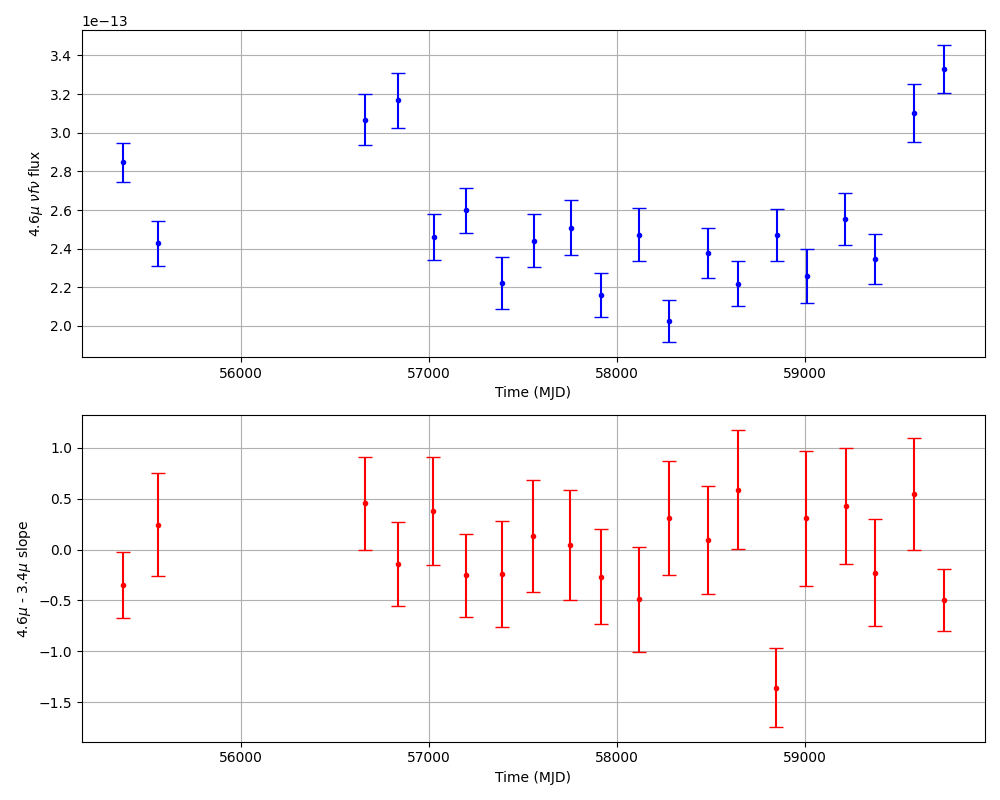 1e−13
3.4
3.2
3.0
2.8
2.6
2.4
2.2
2.0
4.6μ νfν flux
56000 57000 58000 59000
Time (MJD)
1.0
0.5
0.0
−0.5
−1.0
−1.5
4.6μ - 3.4μ slope
56000 57000 58000 59000
Time (MJD)